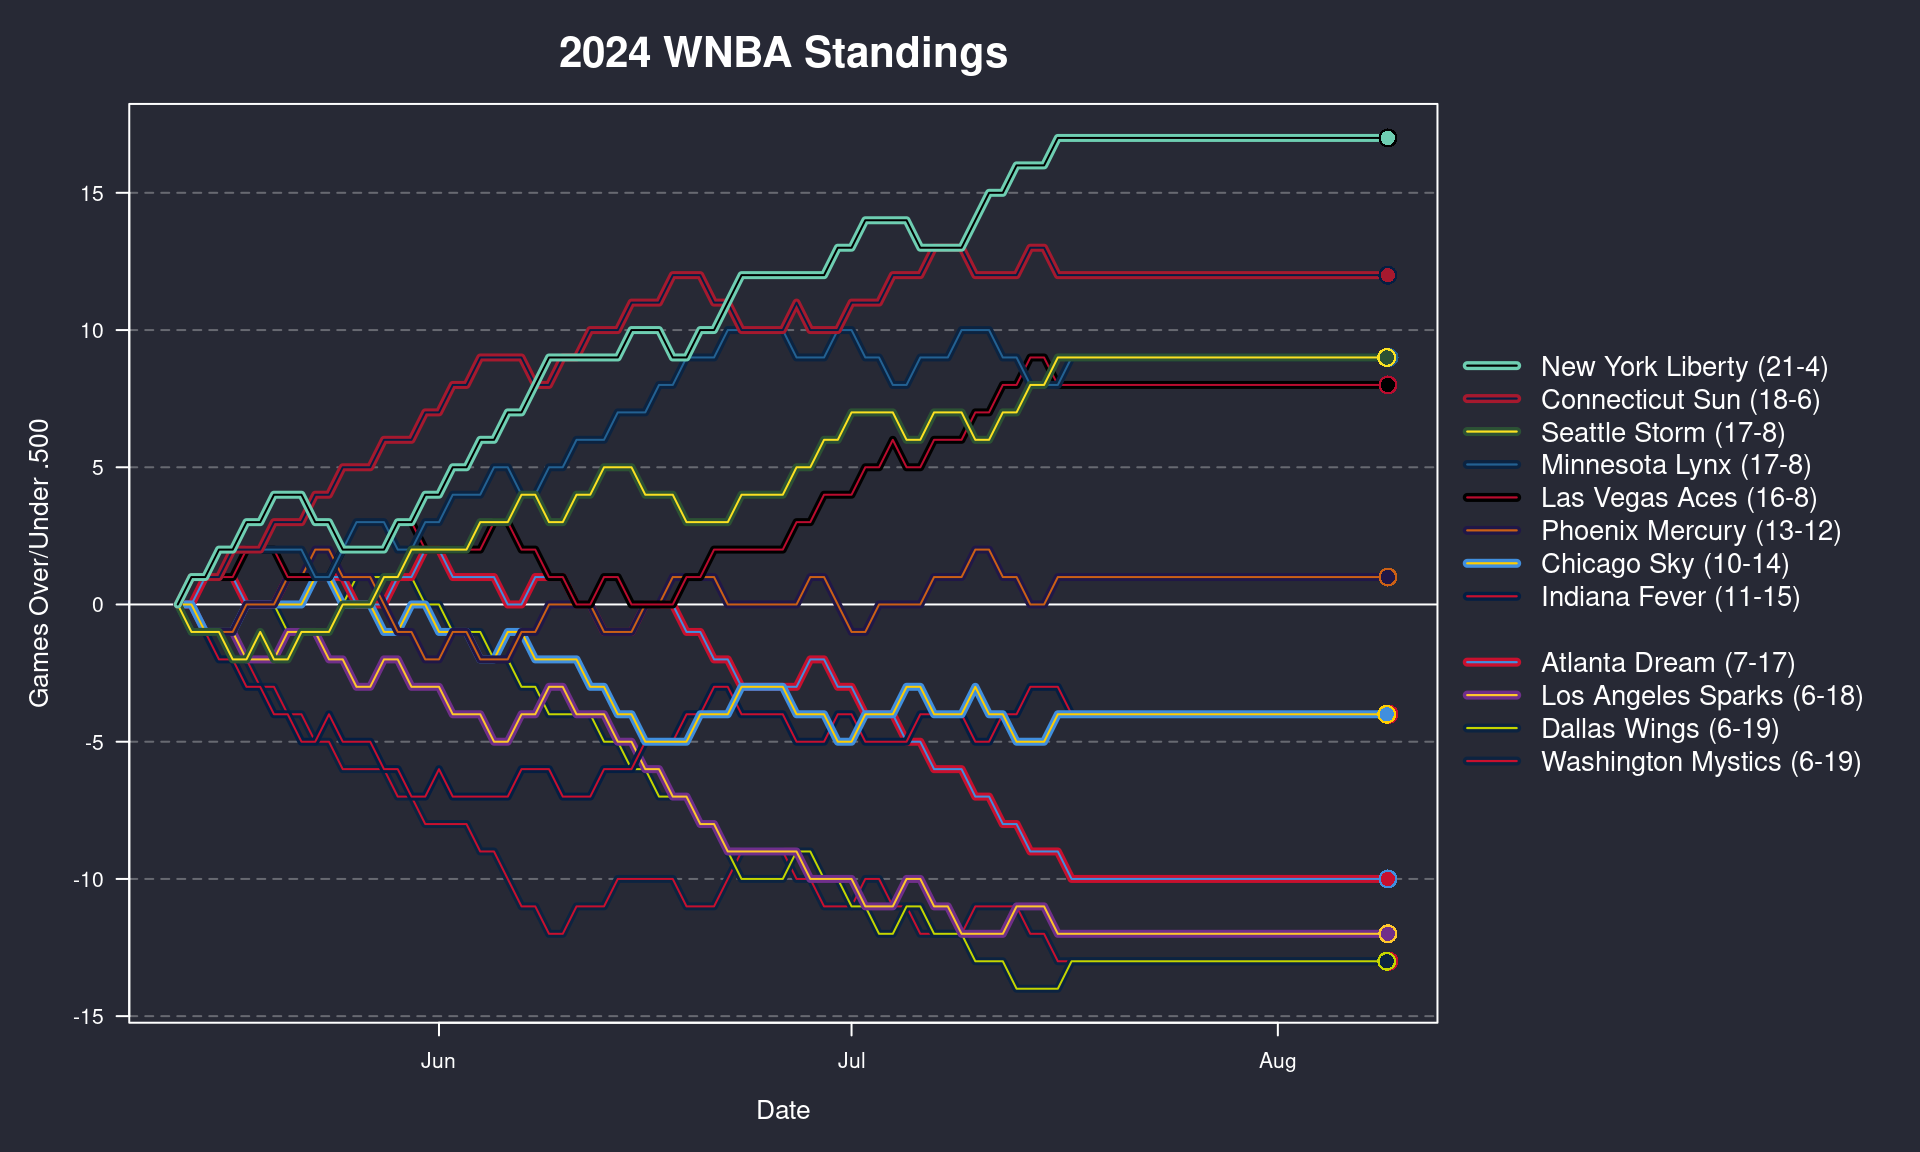 2024 WNBA Standings
Games Over/Under .500
15
10
5
0
-5
-10
-15
Jun
Jul
Aug
Date
New York Liberty (21-4)
Connecticut Sun (18-6)
Seattle Storm (17-8)
Minnesota Lynx (17-8)
Las Vegas Aces (16-8)
Phoenix Mercury (13-12)
Chicago Sky (10-14)
Indiana Fever (11-15)
Atlanta Dream (7-17)
Los Angeles Sparks (6-18)
Dallas Wings (6-19)
Washington Mystics (6-19)